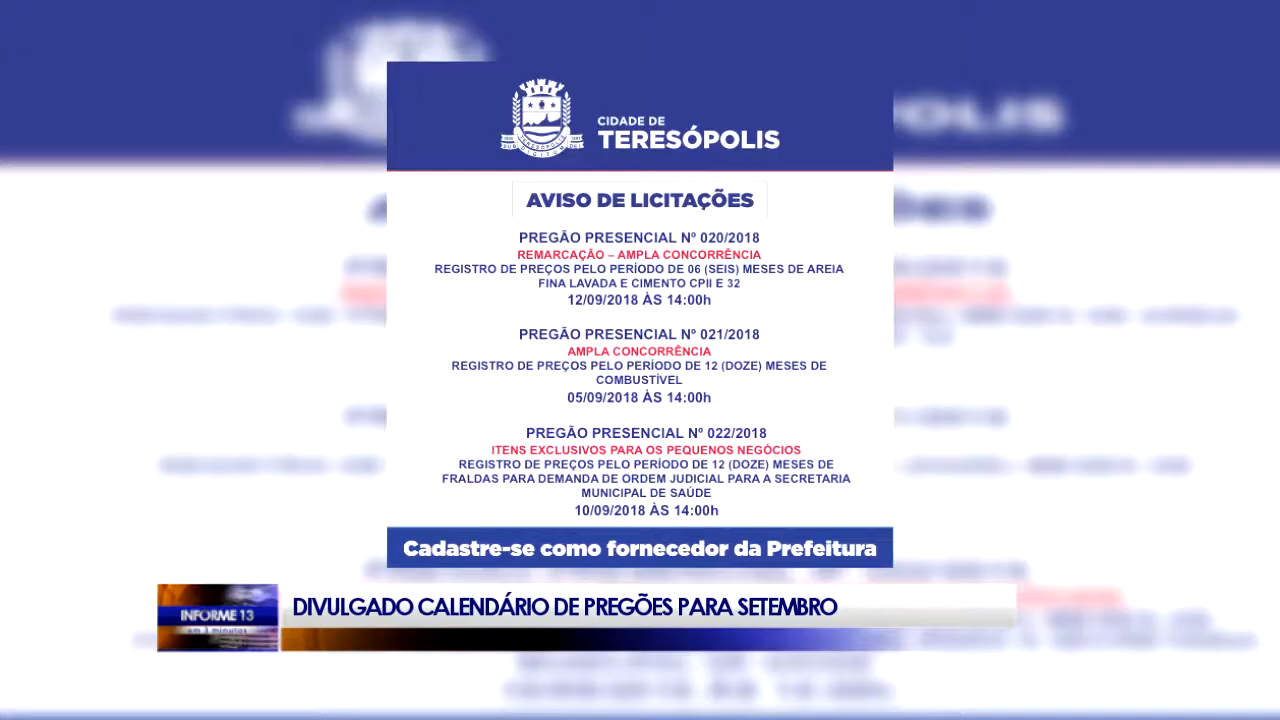 CIDADE DE
TERESÓPOLIS
AVISO DE LICITAÇÕES
PREGÃO PRESENCIAL Nº 020/2018
REMARCAÇÃO – AMPLA CONCORRÊNCIA
REGISTRO DE PREÇOS PELO PERÍODO DE 06 (SEIS) MESES DE AREIA
FINA LAVADA E CIMENTO CPII E 32
12/09/2018 ÀS 14:00h
PREGÃO PRESENCIAL Nº 021/2018
AMPLA CONCORRÊNCIA
REGISTRO DE PREÇOS PELO PERÍODO DE 12 (DOZE) MESES DE
COMBUSTÍVEL
05/09/2018 ÀS 14:00h
PREGÃO PRESENCIAL Nº 022/2018
ITENS EXCLUSIVOS PARA OS PEQUENOS NEGÓCIOS
REGISTRO DE PREÇOS PELO PERÍODO DE 12 (DOZE) MESES DE
FRALDAS PARA DEMANDA DE ORDEM JUDICIAL PARA A SECRETARIA
MUNICIPAL DE SAÚDE
10/09/2018 ÀS 14:00h
Cadastre-se como fornecedor da Prefeitura
INFORME 13
em 3 minutos
DIVULGADO CALENDÁRIO DE PREGÕES PARA SETEMBRO